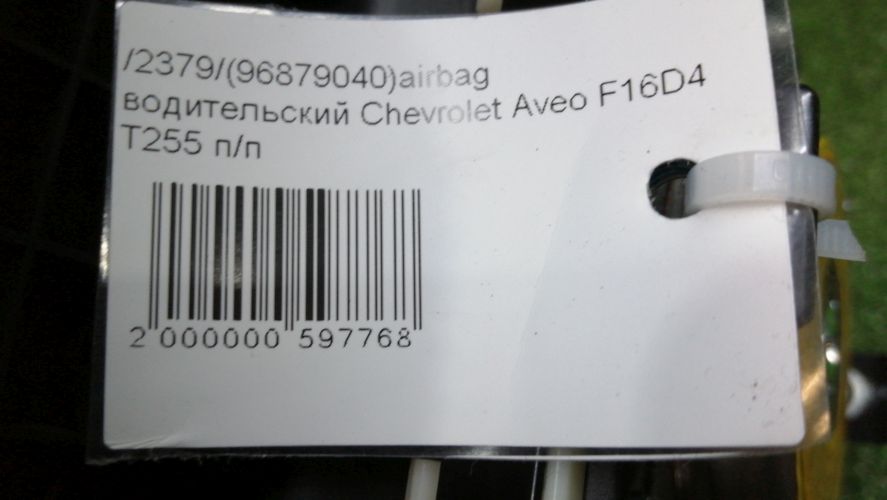 /2379/(96879040)airbag
водительский Chevrolet Aveo F16D4
T255 п/п
2 000000 597768